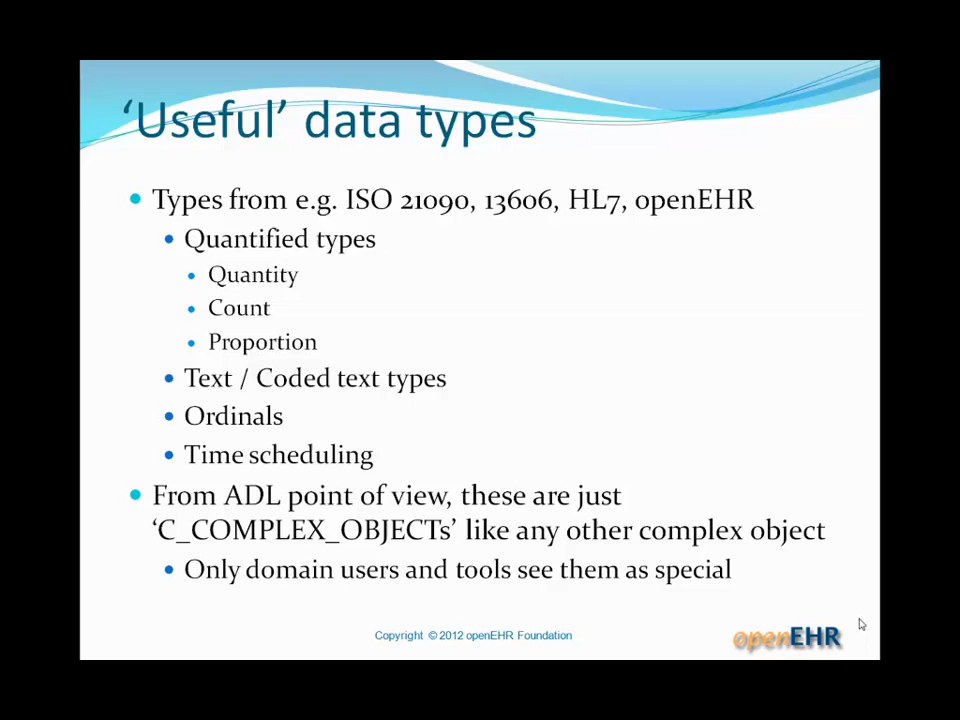 ‘Useful’ data types
Types from e.g. ISO 21090, 13606, HL7, openEHR
Quantified types
Quantity
Count
Proportion
Text / Coded text types
Ordinals
Time scheduling
From ADL point of view, these are just
‘C_COMPLEX_OBJECTs’ like any other complex object
Only domain users and tools see them as special
Copyright © 2012 openEHR Foundation
openEHR